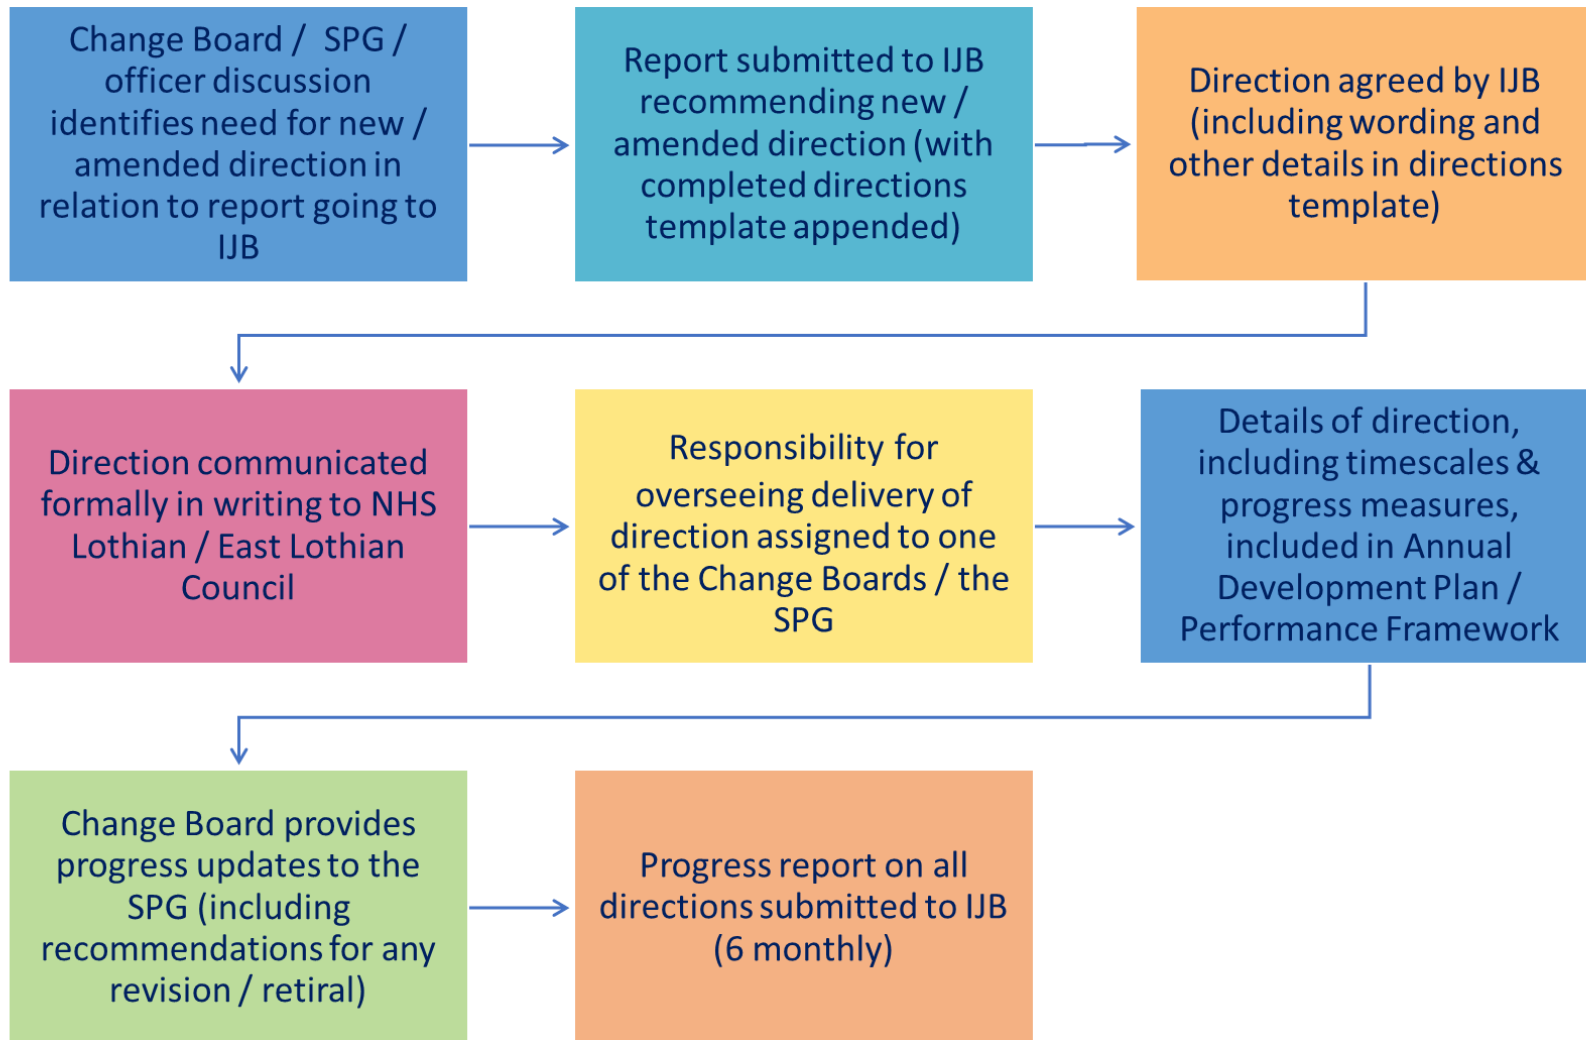 Change Board / SPG /
officer discussion
identifies need for new /
amended direction in
relation to report going to
IJB
Report submitted to IJB
recommending new /
amended direction (with
completed directions
template appended)
Direction agreed by IJB
(including wording and
other details in directions
template)
Direction communicated
formally in writing to NHS
Lothian / East Lothian
Council
Responsibility for
overseeing delivery of
direction assigned to one
of the Change Boards / the
SPG
Details of direction,
including timescales &
progress measures,
included in Annual
Development Plan /
Performance Framework
Change Board provides
progress updates to the
SPG (including
recommendations for any
revision / retiral)
Progress report on all
directions submitted to IJB
(6 monthly)